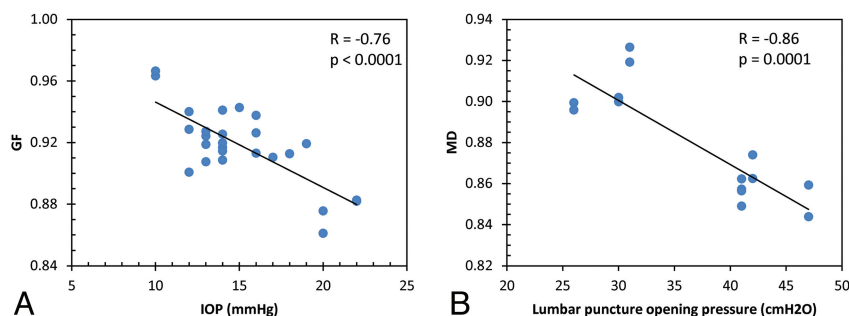 1.00
0.96
0.92
0.88
0.84
GF
R = -0.76
p < 0.0001
5
10
15
20
25
IOP (mmHg)
A
0.94
0.92
0.90
0.88
0.86
0.84
0.82
MD
R = -0.86
p = 0.0001
20
25
30
35
40
45
50
Lumbar puncture opening pressure (cmH2O)
B